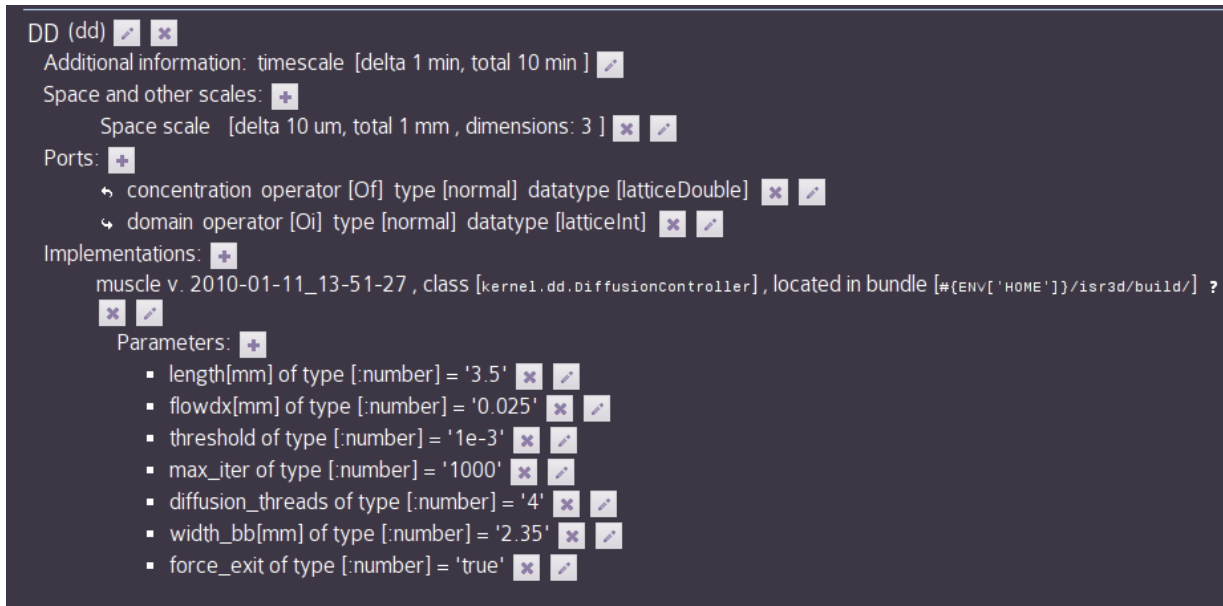 DD (dd)
Additional information: timescale [delta 1 min, total 10 min ]
Space and other scales:
Space scale [delta 10 um, total 1 mm , dimensions: 3 ]
Ports:
concentration operator [Of] type [normal] datatype [latticeDouble]
domain operator [Oi] type [normal] datatype [latticeInt]
Implementations:
muscle v. 2010-01-11_13-51-27 , class [kernel.dd.DiffusionController] , located in bundle [#{ENV['HOME']}/isr3d/build/] ?
Parameters:
▪ length[mm] of type [:number] = '3.5'
▪ flowdx[mm] of type [:number] = '0.025'
▪ threshold of type [:number] = '1e-3'
▪ max_iter of type [:number] = '1000'
▪ diffusion_threads of type [:number] = '4'
▪ width_bb[mm] of type [:number] = '2.35'
▪ force_exit of type [:number] = 'true'